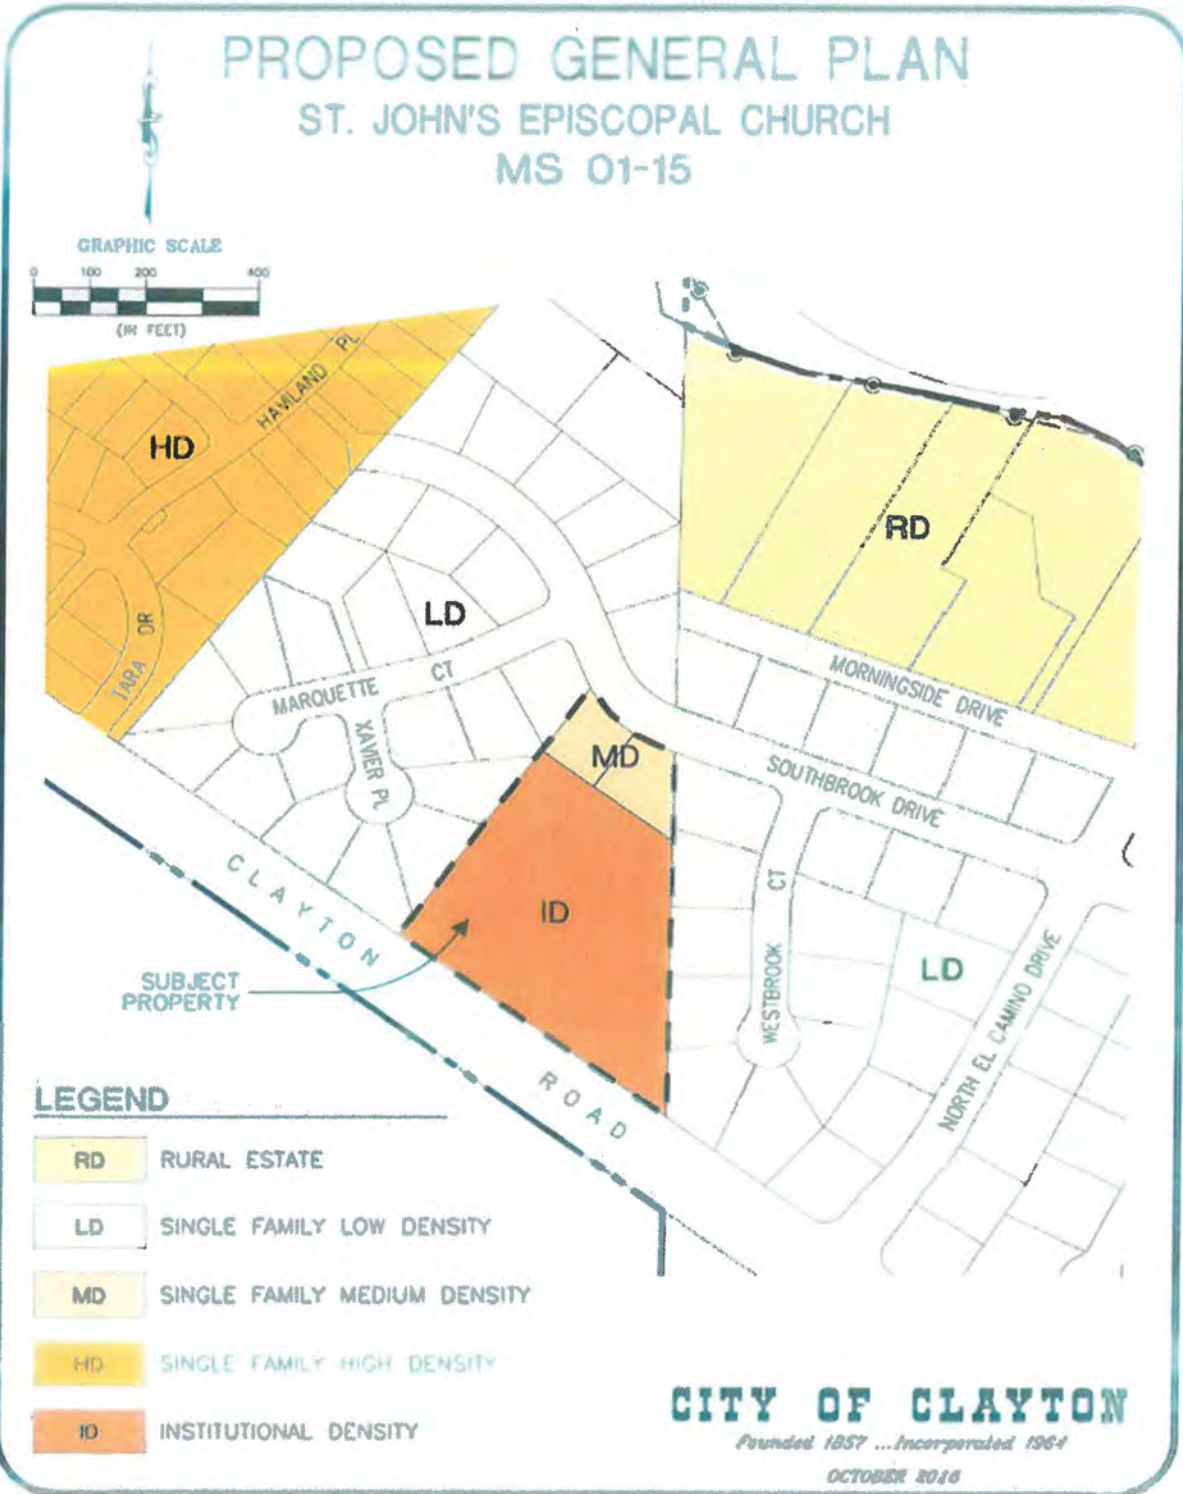 PROPOSED GENERAL PLAN
ST. JOHN'S EPISCOPAL CHURCH
MS 01-15
GRAPHIC SCALE
0 100 200 400
(IN FEET)
HAVILAND PL
HD
RD
LD
TARA DR
MARQUETTE CT
XAVIER PL
MORNINGSIDE DRIVE
MD
SOUTHBROOK DRIVE
CLAYTON ROAD
ID
WESTBROOK CT
LD
NORTH EL CAMINO DRIVE
SUBJECT
PROPERTY
LEGEND
RD RURAL ESTATE
LD SINGLE FAMILY LOW DENSITY
MD SINGLE FAMILY MEDIUM DENSITY
HD SINGLE FAMILY HIGH DENSITY
ID INSTITUTIONAL DENSITY
CITY OF CLAYTON
Founded 1857 ...Incorporated 1964
OCTOBER 2016